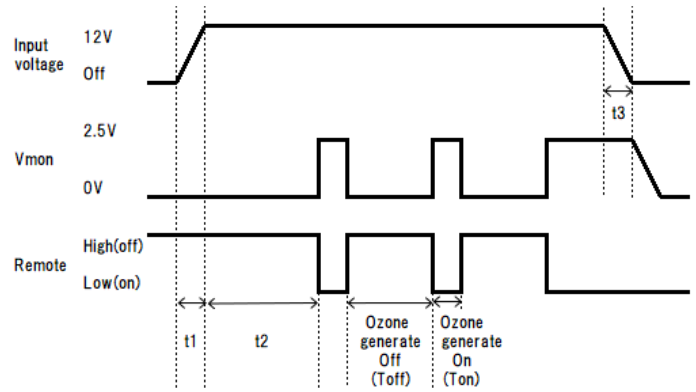 Input
voltage
12V
Off
t3
Vmon
2.5V
0V
Remote
High(off)
Low(on)
t1
t2
Ozone
generate
Off
(Toff)
Ozone
generate
On
(Ton)